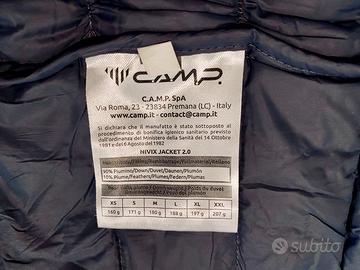 CAMP.
C.A.M.P. SpA
Via Roma, 23 - 23834 Premana (LC) - Italy
www.camp.it - contact@camp.it
Si dichiara che il manufatto è stato sottoposto al
procedimento di bonifica igienico sanitario previsto
dall'ordinanza del Ministero della Sanità del 14 Ottobre
1981 e del 6 Agosto del 1982
HIVIX JACKET 2.0
90% Piumino/Down/Duvet/Daunen/Plumón
10% Piume/Feathers/Plumes/Federn/Plumas
XS S M L XL XXL
160 g 171 g 180 g 188 g 197 g 207 g
subito